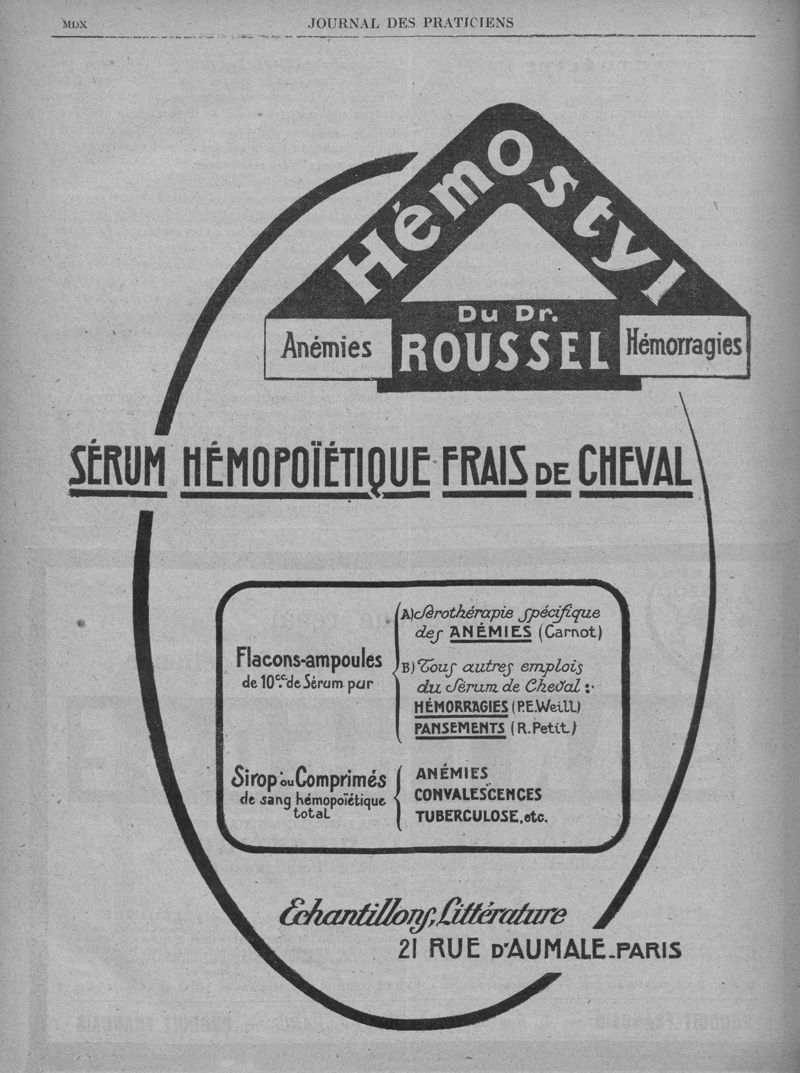 MDX
JOURNAL DES PRATICIENS
Hémostyl
Du Dr.
ROUSSEL
Anémies
Hémorragies
SÉRUM HÉMOPOÏÉTIQUE FRAIS DE CHEVAL
Flacons-ampoules
de 10cc. de Sérum pur
A) Sérothérapie spécifique
des ANÉMIES (Carnot)
B) Tous autres emplois
du Sérum de Cheval :
HÉMORRAGIES (P.E.Weill)
PANSEMENTS (R.Petit)
Sirop ou Comprimés
de sang hémopoïétique
total
ANÉMIES
CONVALESCENCES
TUBERCULOSE, etc.
Echantillons, Littérature
21 RUE D'AUMALE-PARIS